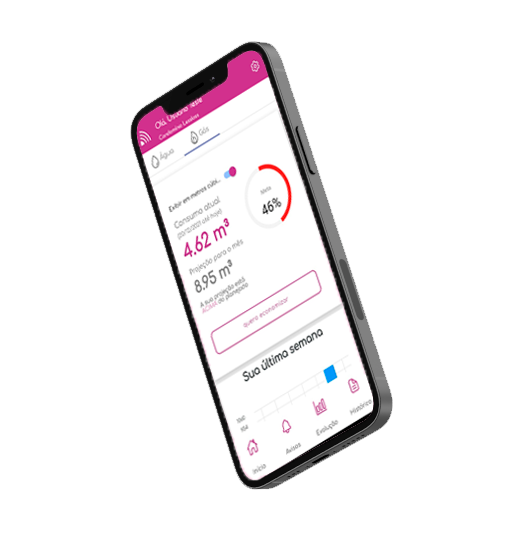 Olá, Usuário Teste
Condomínio
Água
Gás
Exibir em metros cúbi...
Consumo atual
até hoje)
4.62 m³
Meta
46%
Projeção para o mês
8.95 m³
A sua projeção está
ACIMA do planejado
quero economizar
Sua última semana
Início
Avisos
Evolução
Histórico